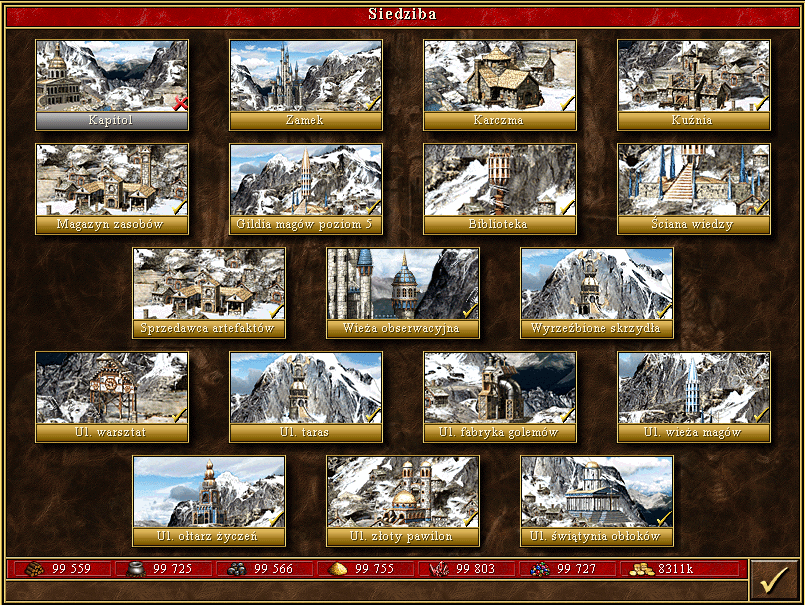 Siedziba
Kapitol
Zamek
Karczma
Kuźnia
Magazyn zasobów
Gildia magów poziom 5
Biblioteka
Ściana wiedzy
Sprzedawca artefaktów
Wieża obserwacyjna
Wyrzeźbione skrzydła
Ul. warsztat
Ul. taras
Ul. fabryka golemów
Ul. wieża magów
Ul. ołtarz życzeń
Ul. złoty pawilon
Ul. świątynia obłoków
99 559 99 725 99 566 99 755 99 803 99 727 8311k